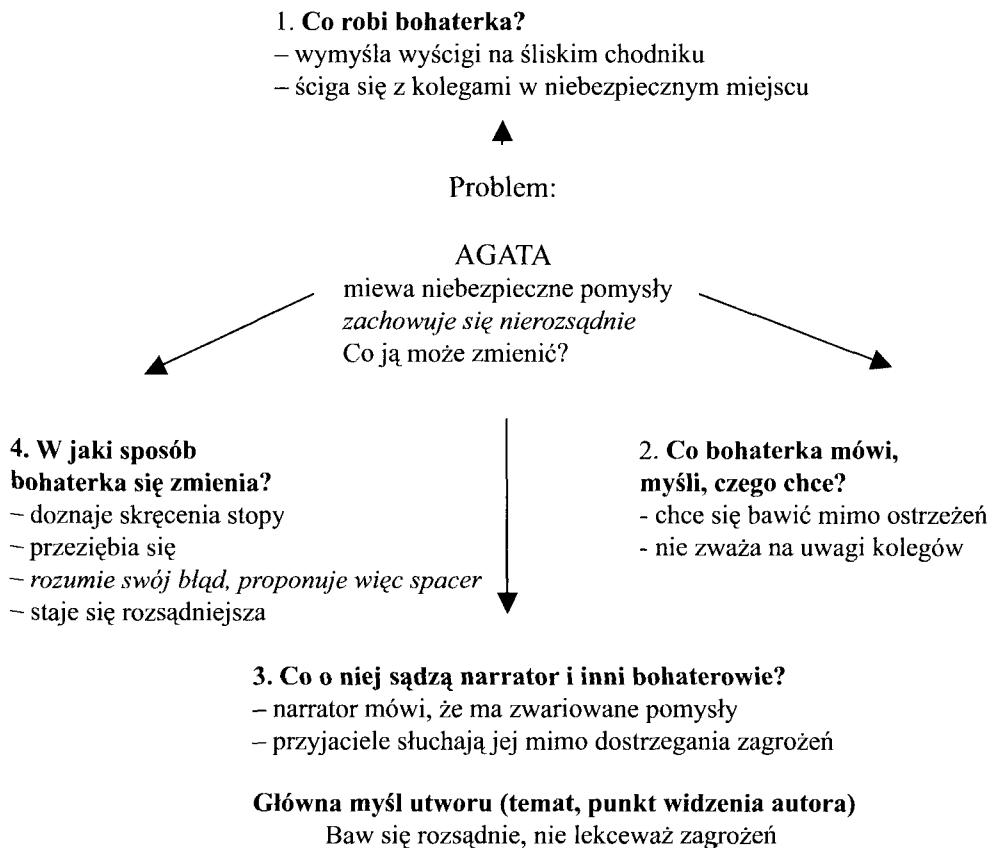 1. Co robi bohaterka?
– wymyśla wyścigi na śliskim chodniku
– ściga się z kolegami w niebezpiecznym miejscu
Problem:
AGATA
miewa niebezpieczne pomysły
zachowuje się nierozsądnie
Co ją może zmienić?
4. W jaki sposób
bohaterka się zmienia?
– doznaje skręcenia stopy
– przeziębia się
– rozumie swój błąd, proponuje więc spacer
– staje się rozsądniejsza
2. Co bohaterka mówi,
myśli, czego chce?
- chce się bawić mimo ostrzeżeń
- nie zważa na uwagi kolegów
3. Co o niej sądzą narrator i inni bohaterowie?
– narrator mówi, że ma zwariowane pomysły
– przyjaciele słuchają jej mimo dostrzegania zagrożeń
Główna myśl utworu (temat, punkt widzenia autora)
Baw się rozsądnie, nie lekceważ zagrożeń